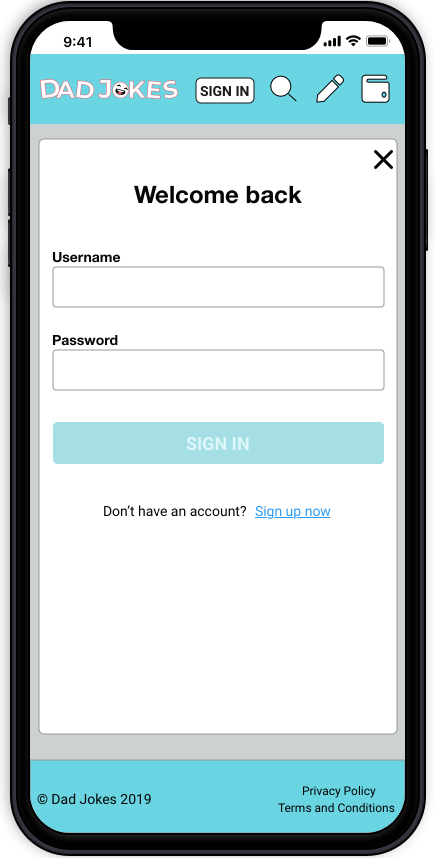 9:41
DAD JOKES
SIGN IN
Welcome back
Username
Password
SIGN IN
Don’t have an account? Sign up now
© Dad Jokes 2019
Privacy Policy
Terms and Conditions